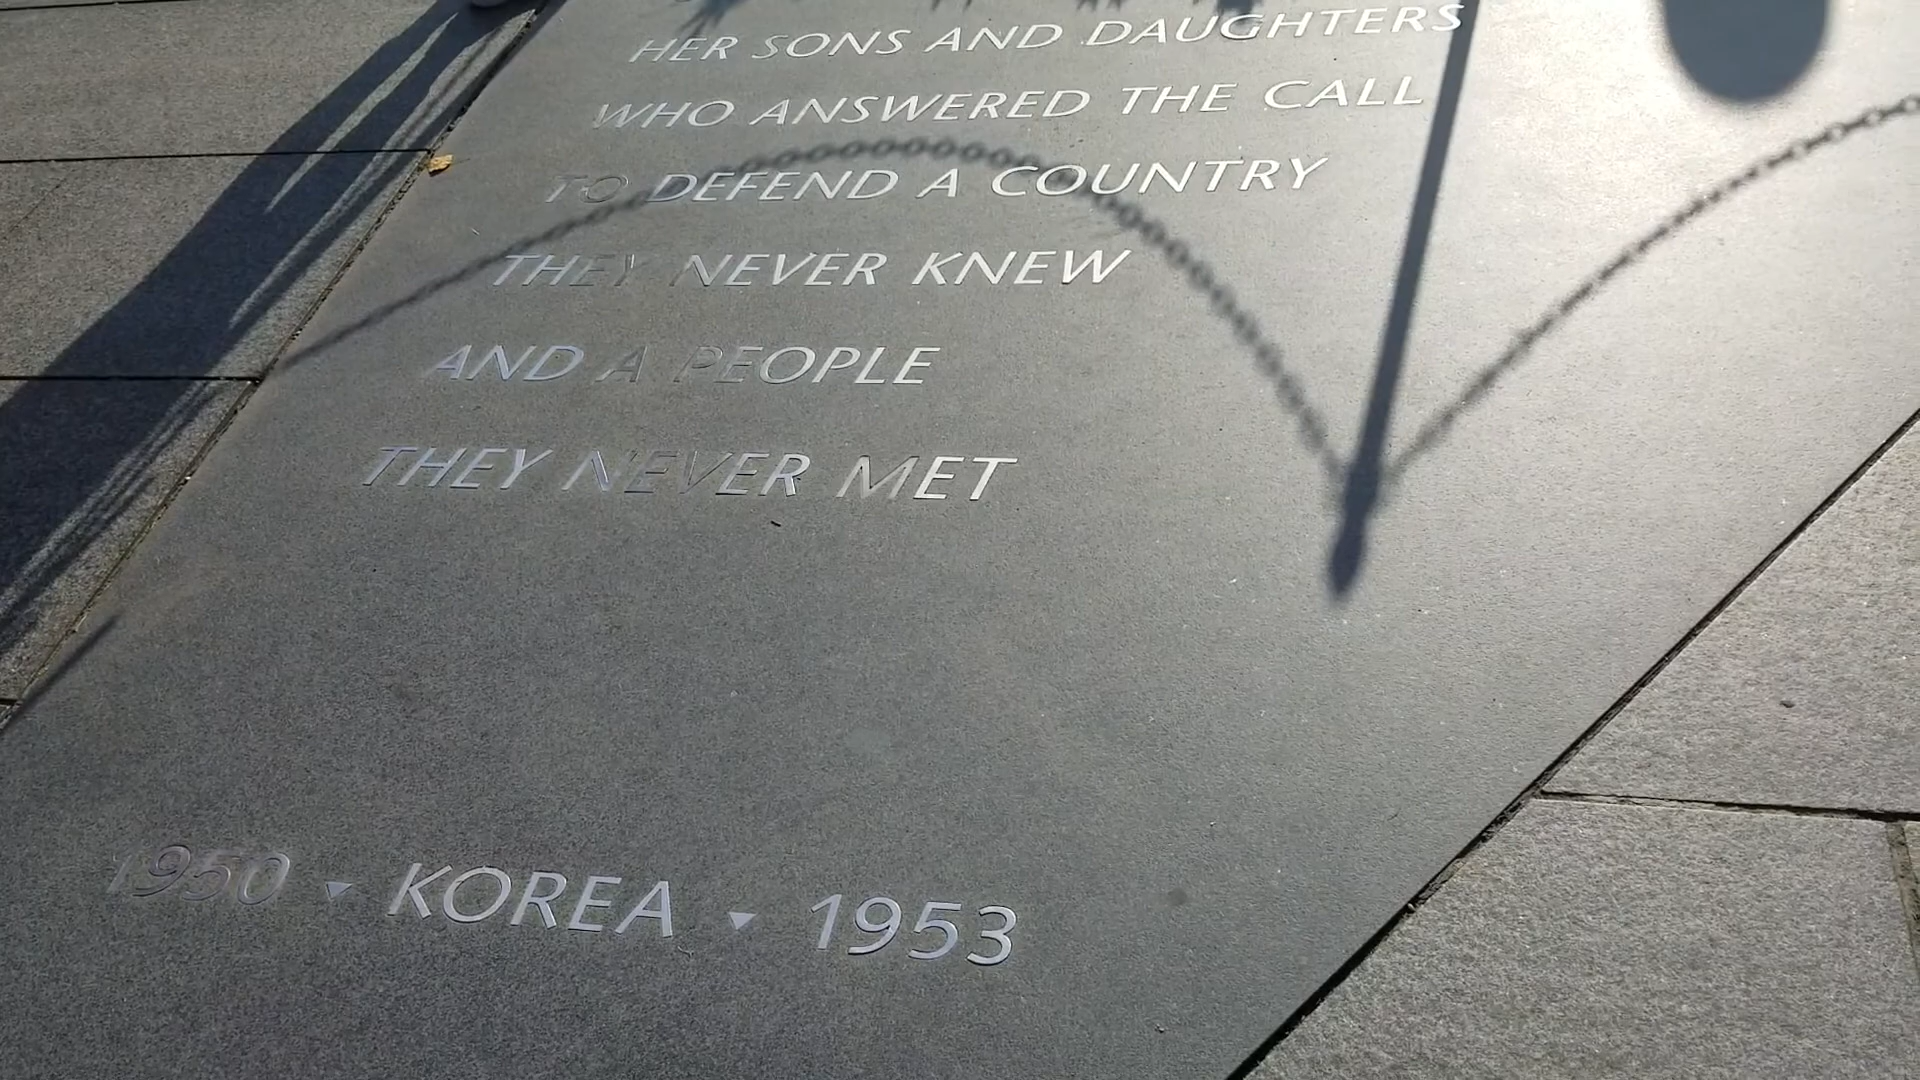 HER SONS AND DAUGHTERS
WHO ANSWERED THE CALL
TO DEFEND A COUNTRY
THEY NEVER KNEW
AND A PEOPLE
THEY NEVER MET
1950 ▾ KOREA ▾ 1953